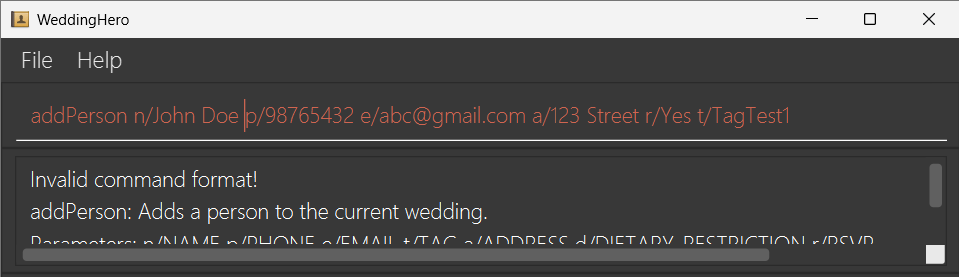 WeddingHero
File Help
addPerson n/John Doe p/98765432 e/abc@gmail.com a/123 Street r/Yes t/TagTest1
Invalid command format!
addPerson: Adds a person to the current wedding.
Parameters: n/NAME p/PHONE e/EMAIL t/TAG a/ADDRESS d/DIETARY_RESTRICTION r/RSVP